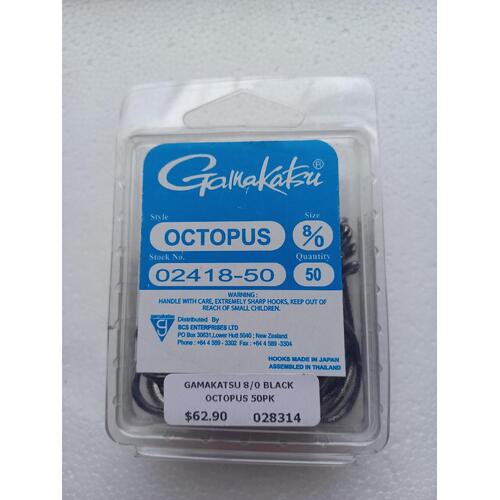 Gamakatsu®
Style
Size
OCTOPUS
8/0
Stock No.
Quantity
02418-50
50
WARNING :
HANDLE WITH CARE, EXTREMELY SHARP HOOKS, KEEP OUT OF
REACH OF SMALL CHILDREN.
gamakatsu
Distributed By
BCS ENTERPRISES LTD
PO Box 30631,Lower Hutt 5040 ; New Zealand
Phone : +64 4 589 - 3302 Fax : +64 4 589 -3304
HOOKS MADE IN JAPAN
ASSEMBLED IN THAILAND
GAMAKATSU 8/0 BLACK
OCTOPUS 50PK
$62.90 028314